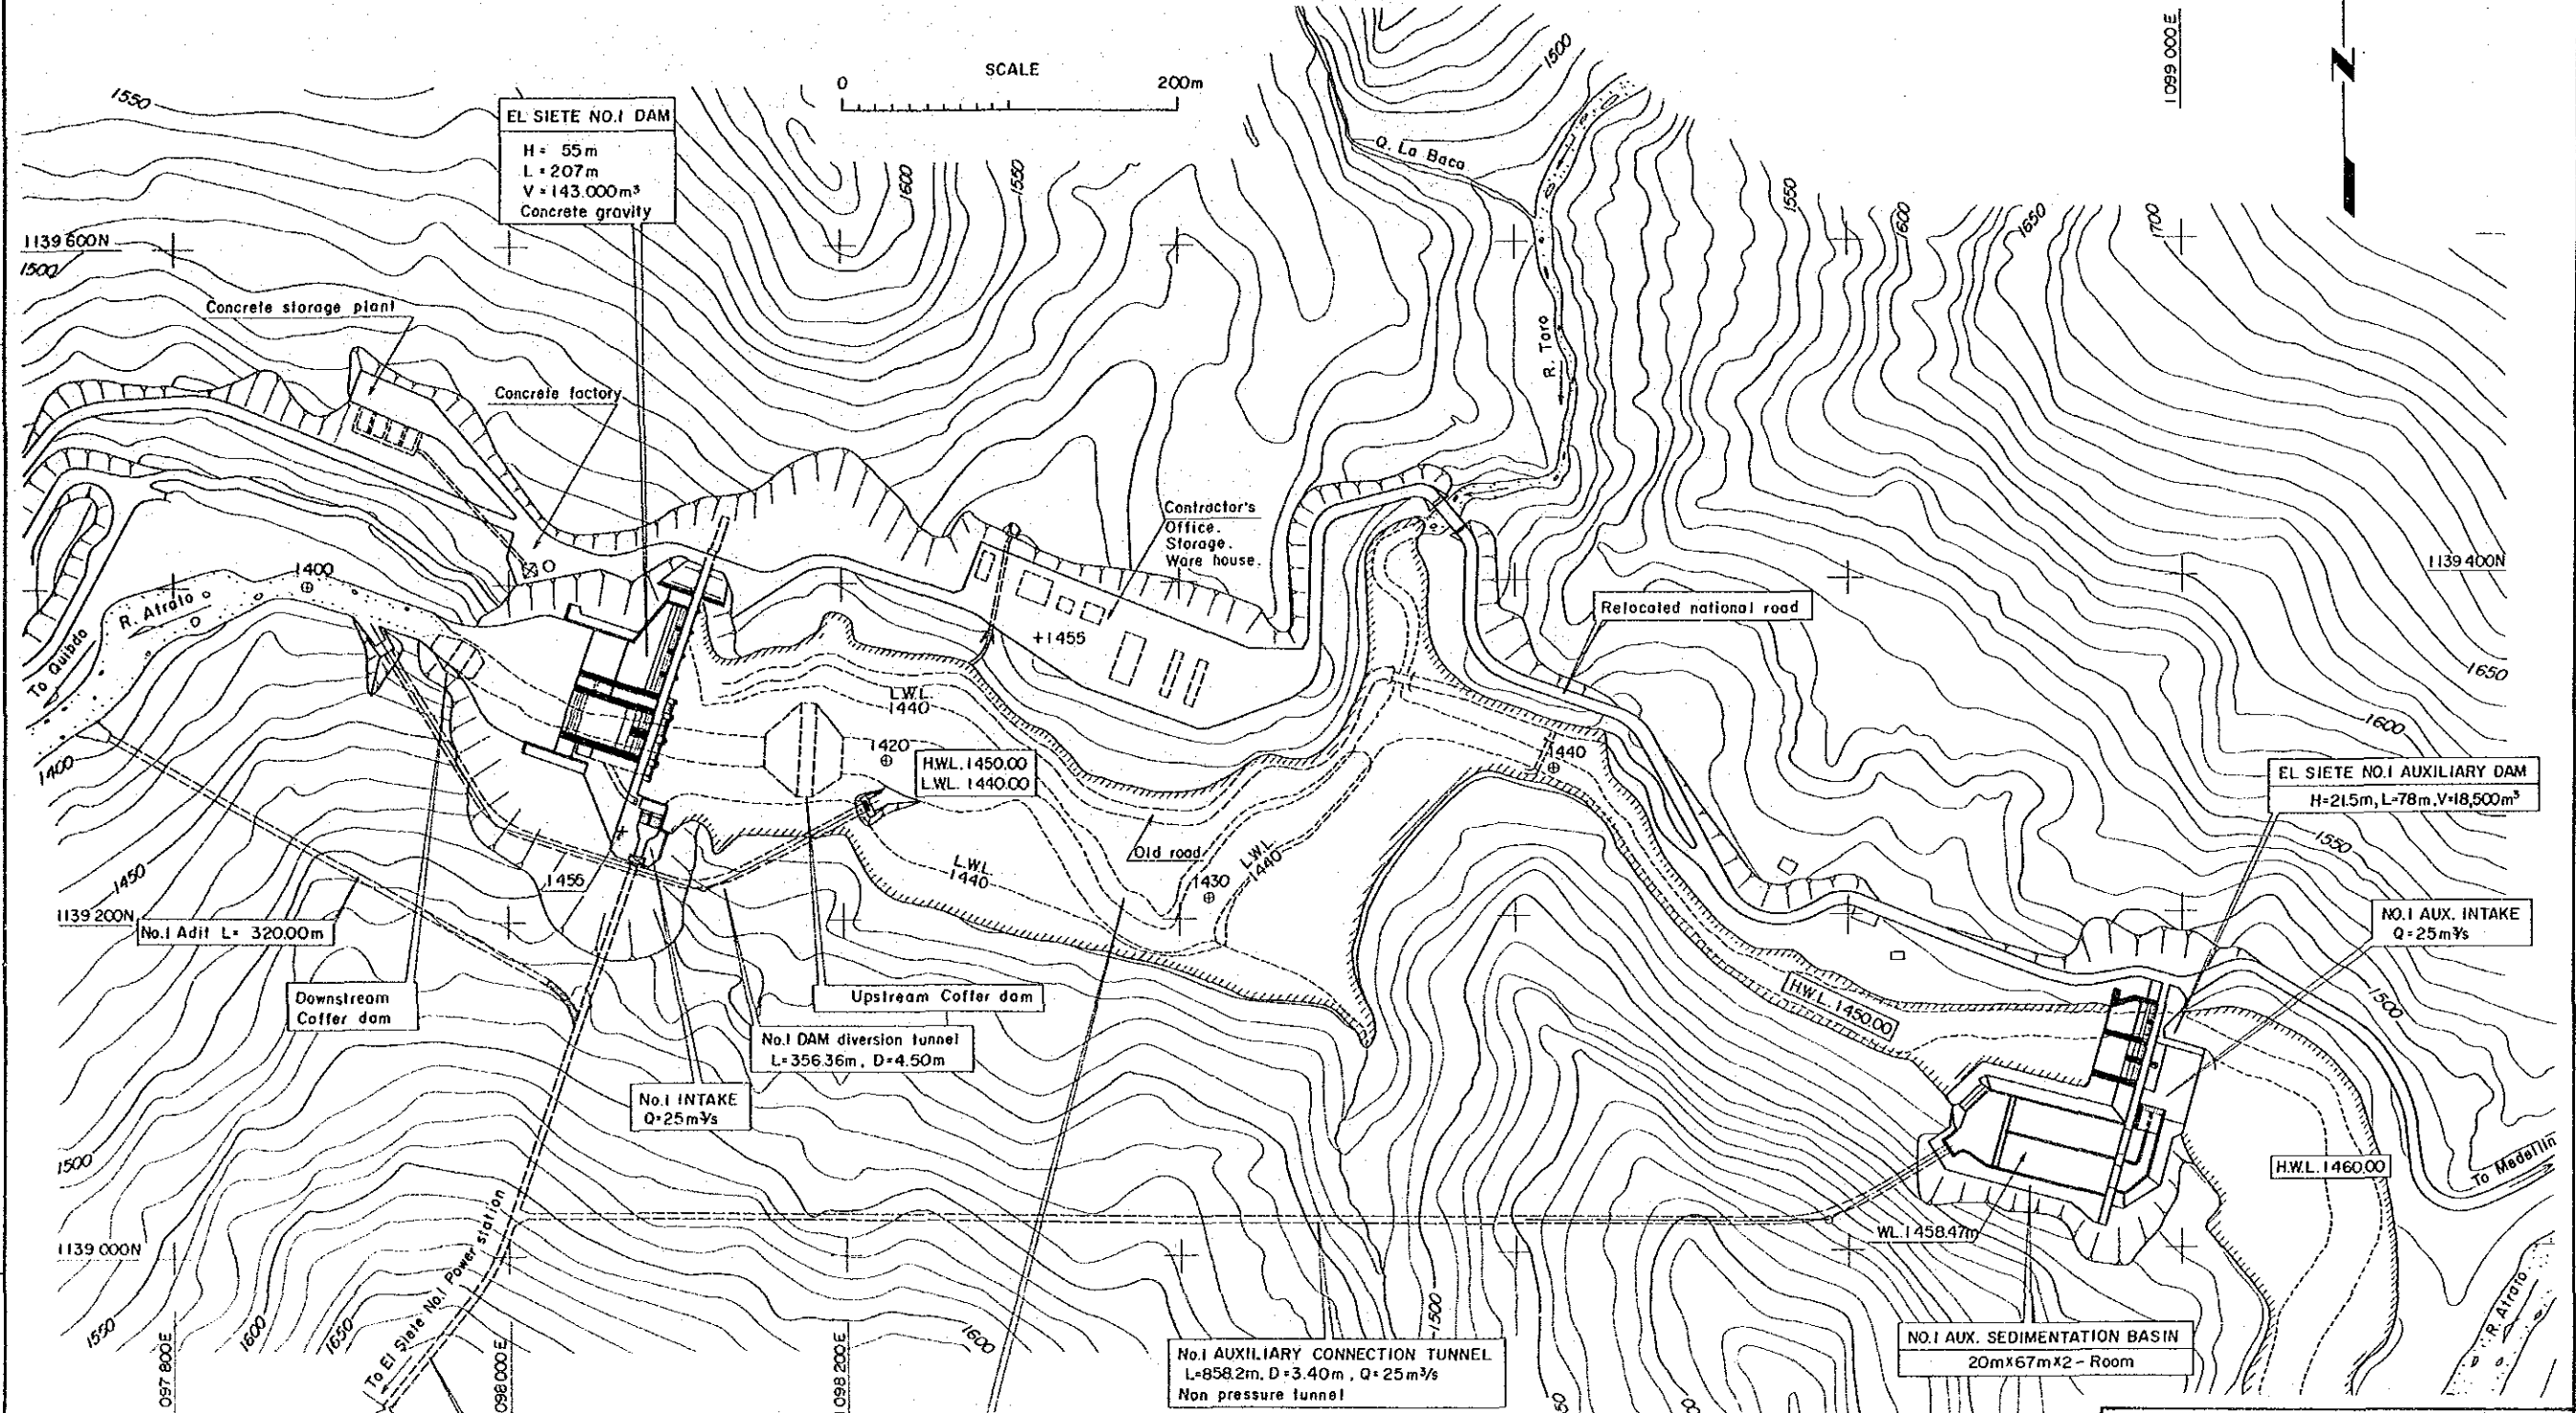 SCALE
0 200m
1099 000E
N
1550
1500
EL SIETE NO.1 DAM
H= 55m
L=207m
V=143.000m³
Concrete gravity
1600
1550
Q. La Baca
1550
1600
1650
1700
1139 600N
1500
Concrete storage plant
Concrete factory
R. Toro
Contractor's
Office.
Storage.
Ware house.
1139 400N
1400
R. Atrato
To Quibdo
Relocated national road
+1455
1650
1600
L.W.L.
1440
1420
H.W.L. 1450.00
L.W.L. 1440.00
1440
1400
EL SIETE NO.1 AUXILIARY DAM
H=21.5m, L=78m, V=18,500m³
1550
Old road
L.W.L.
1440
L.W.L.
1440
1430
1450
1455
1139 200N
No.1 Adit L= 320.00m
NO.1 AUX. INTAKE
Q=25m³/s
Downstream
Coffer dam
Upstream Coffer dam
H.W.L. 1450.00
1500
No.1 DAM diversion tunnel
L=356.36m, D=4.50m
No.1 INTAKE
Q=25m³/s
1500
H.W.L. 1460.00
To Medellin
WL.1458.47m
1139 000N
To El Siete No.1 Power station
R. Atrato
1550
1600
1650
1600
1500
1097 800E
1098 000E
1098 200E
No.1 AUXILIARY CONNECTION TUNNEL
L=858.2m, D=3.40m, Q=25m³/s
Non pressure tunnel
NO.1 AUX. SEDIMENTATION BASIN
20m×67m×2-Room